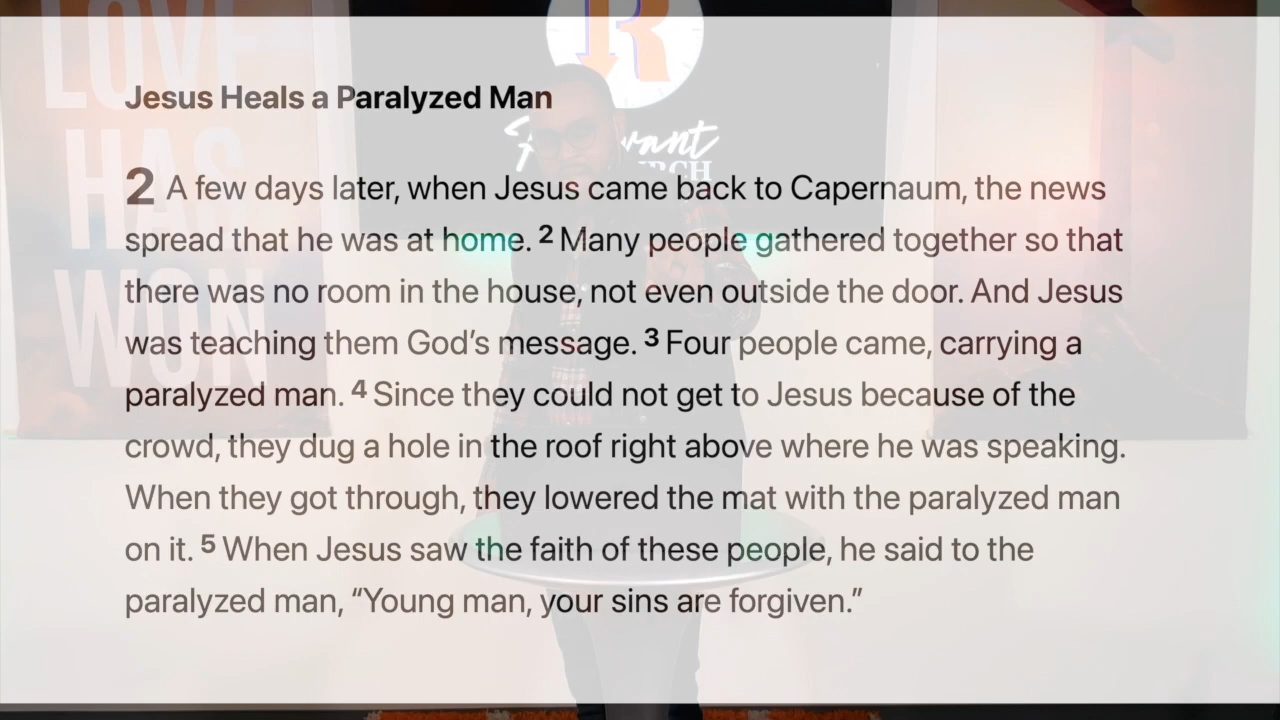 LOVE
HAS
WON
R
CH
Jesus Heals a Paralyzed Man
2 A few days later, when Jesus came back to Capernaum, the news
spread that he was at home. 2 Many people gathered together so that
there was no room in the house, not even outside the door. And Jesus
was teaching them God’s message. 3 Four people came, carrying a
paralyzed man. 4 Since they could not get to Jesus because of the
crowd, they dug a hole in the roof right above where he was speaking.
When they got through, they lowered the mat with the paralyzed man
on it. 5 When Jesus saw the faith of these people, he said to the
paralyzed man, “Young man, your sins are forgiven.”